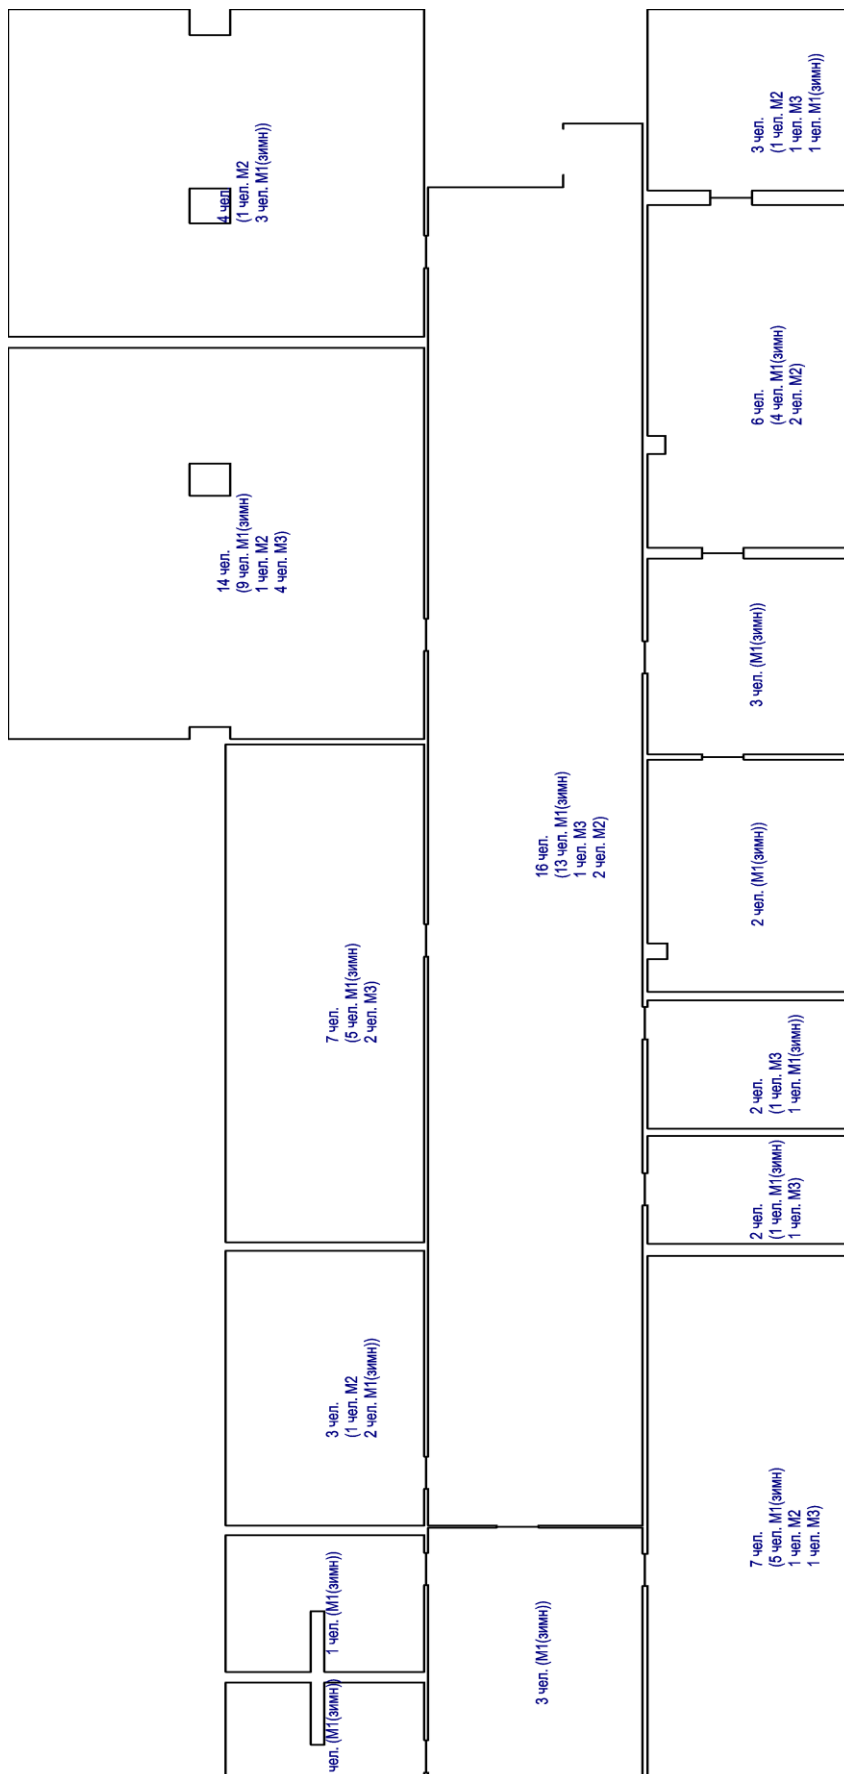 4 чел.
(1 чел. М2
3 чел. М1(зимн))
14 чел.
(9 чел. М1(зимн)
1 чел. М2
4 чел. М3)
7 чел.
(5 чел. М1(зимн)
2 чел. М3)
3 чел.
(1 чел. М2
2 чел. М1(зимн))
1 чел. (М1(зимн))
чел. (М1(зимн))
16 чел.
(13 чел. М1(зимн)
1 чел. М3
2 чел. М2)
3 чел. (М1(зимн))
3 чел.
(1 чел. М2
1 чел. М3
1 чел. М1(зимн))
6 чел.
(4 чел. М1(зимн)
2 чел. М2)
3 чел. (М1(зимн))
2 чел. (М1(зимн))
2 чел.
(1 чел. М3
1 чел. М1(зимн))
2 чел.
(1 чел. М1(зимн)
1 чел. М3)
7 чел.
(5 чел. М1(зимн)
1 чел. М2
1 чел. М3)